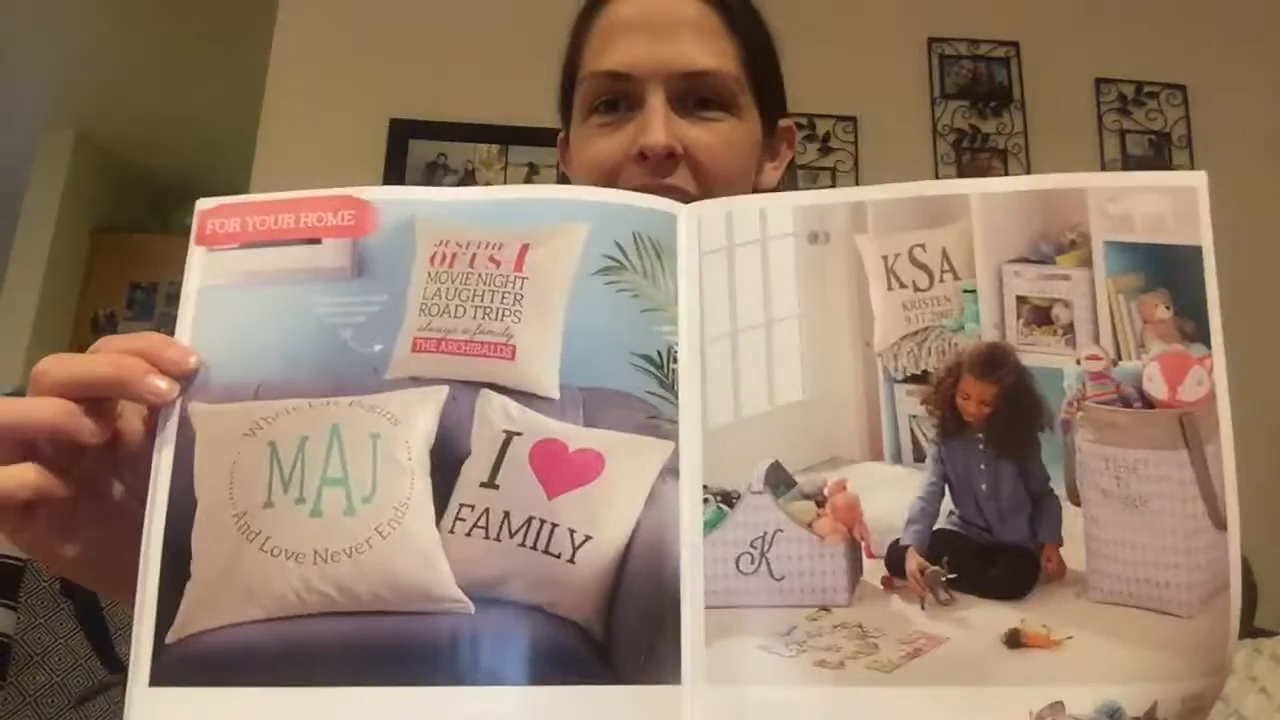 FOR YOUR HOME
JUST THE
OF US 4
MOVIE NIGHT
LAUGHTER
ROAD TRIPS
always a family
THE ARCHIBALDS
Where Life Begins
MAJ
And Love Never Ends
I
FAMILY
KSA
KRISTEN
9.17.2007
K
Time